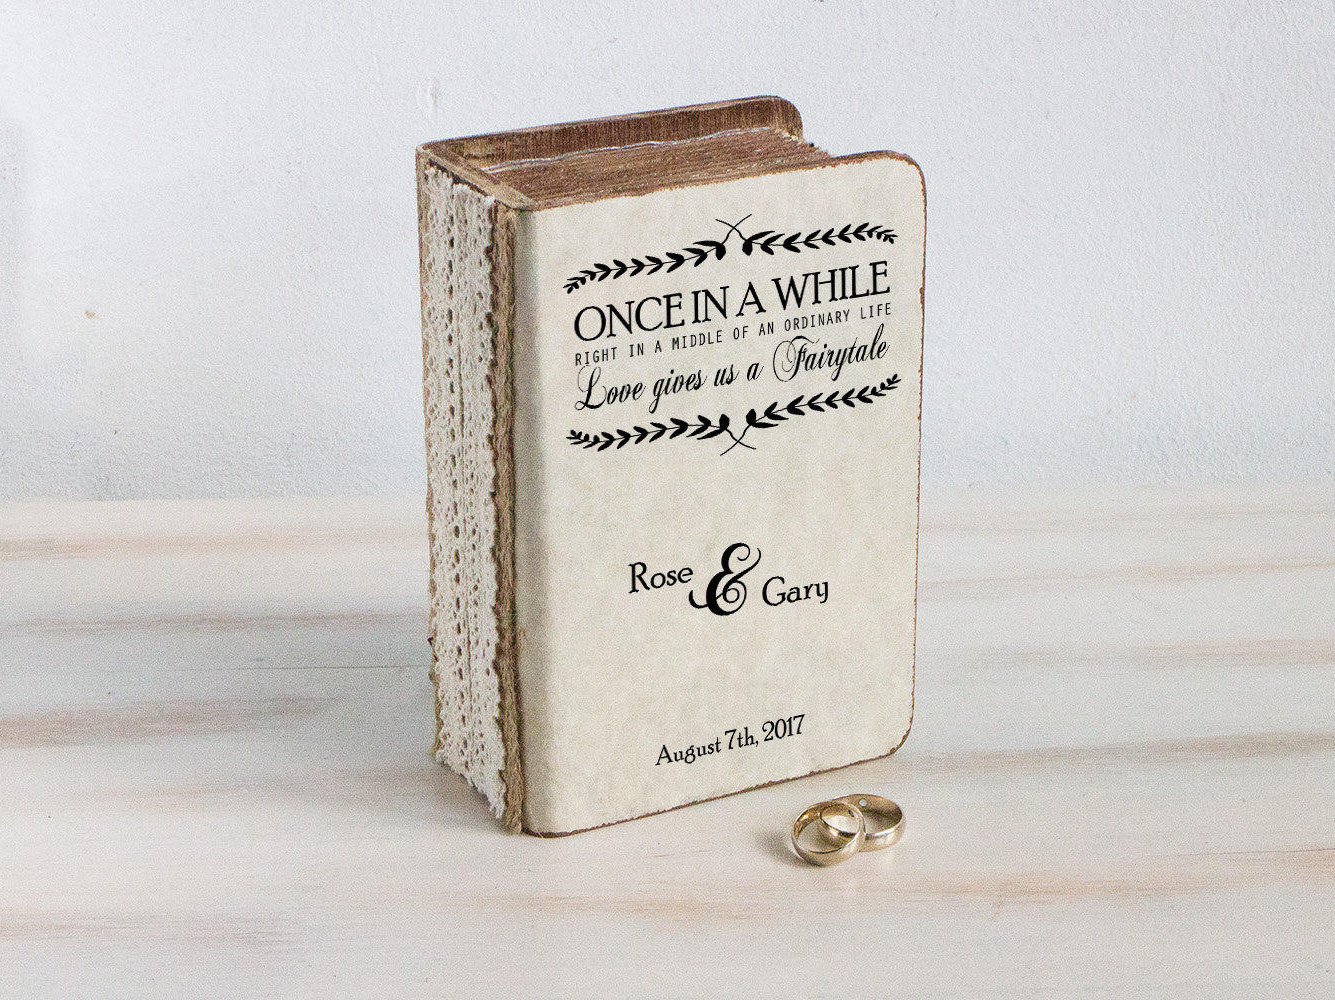 ONCE IN A WHILE
RIGHT IN A MIDDLE OF AN ORDINARY LIFE
Love gives us a Fairytale
Rose & Gary
August 7th, 2017